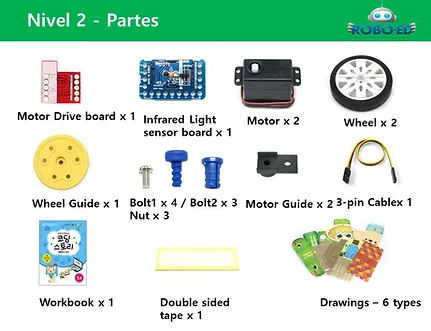 Nivel 2 - Partes
ROBO-ED
Motor Drive board x 1
Infrared Light
sensor board x 1
Motor x 2
Wheel x 2
Wheel Guide x 1
Bolt1 x 4 / Bolt2 x 3
Nut x 3
Motor Guide x 2
3-pin Cablex 1
코딩
스토리
Workbook x 1
Double sided
tape x 1
Drawings – 6 types